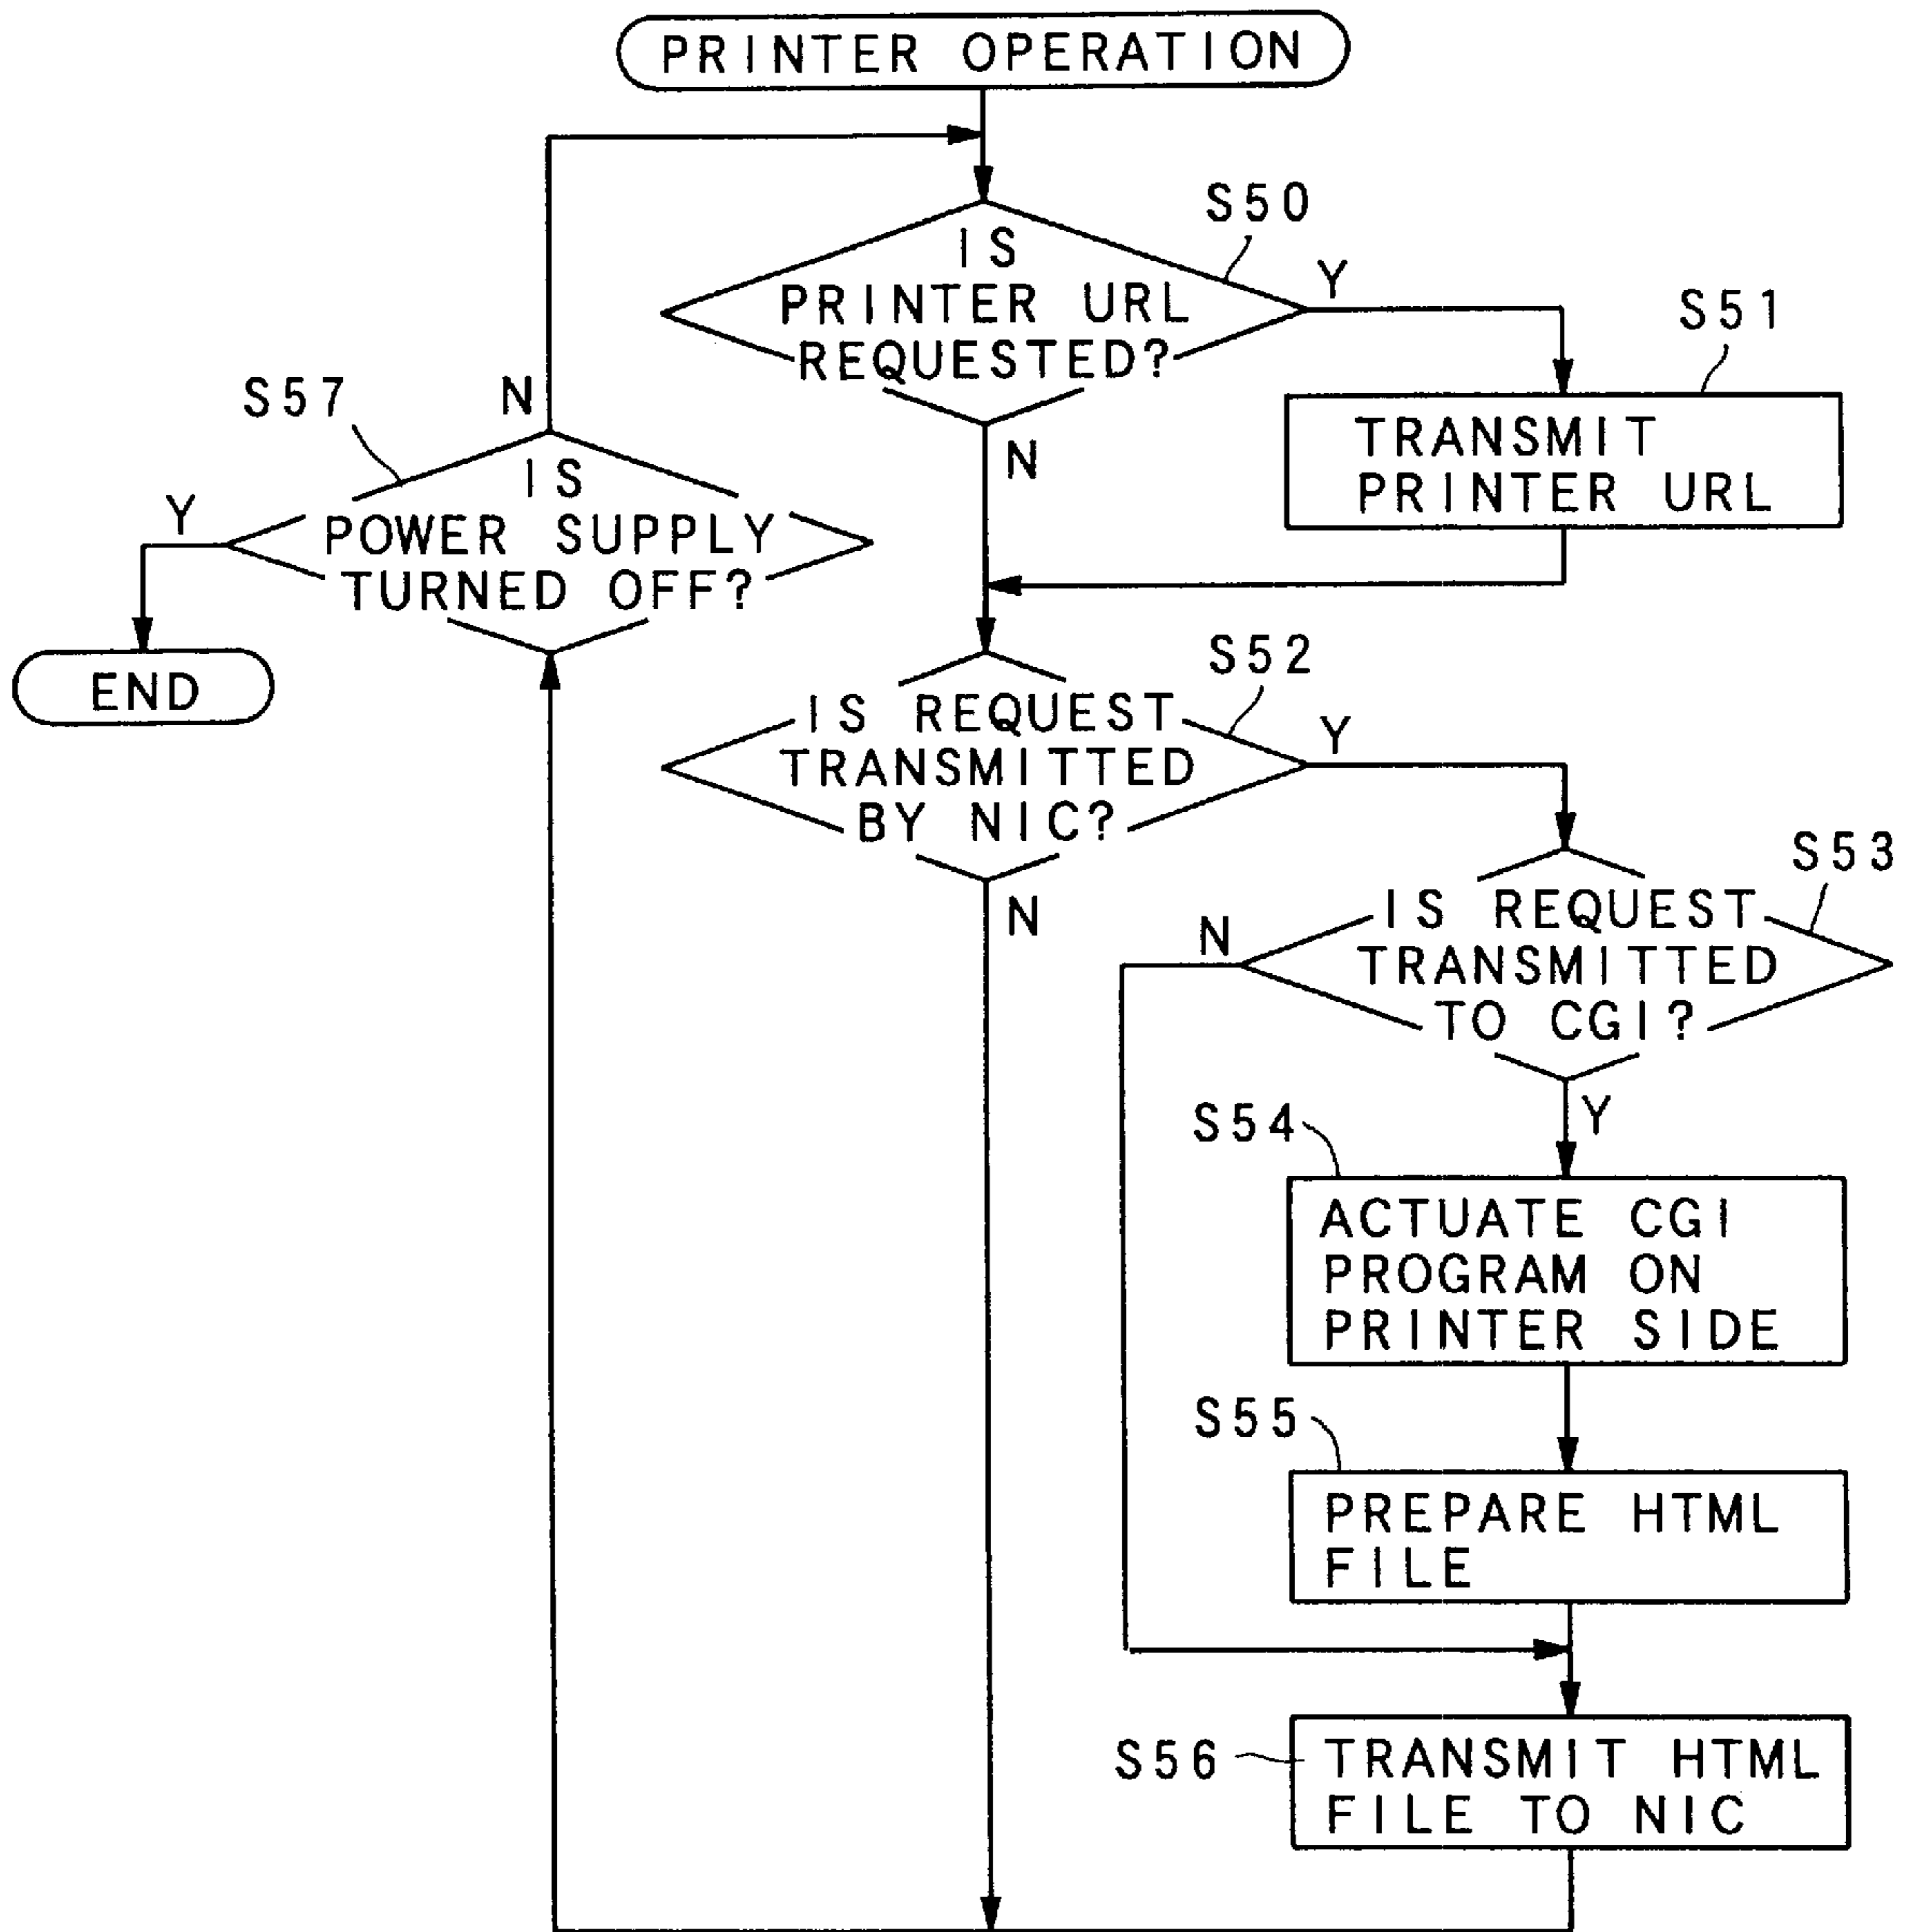 PRINTER OPERATION
S50
IS
PRINTER URL
REQUESTED?
Y
N
S51
TRANSMIT
PRINTER URL
S57
N
IS
POWER SUPPLY
TURNED OFF?
Y
END
S52
IS REQUEST
TRANSMITTED
BY NIC?
Y
N
S53
IS REQUEST
TRANSMITTED
TO CGI?
N
Y
S54
ACTUATE CGI
PROGRAM ON
PRINTER SIDE
S55
PREPARE HTML
FILE
S56
TRANSMIT HTML
FILE TO NIC